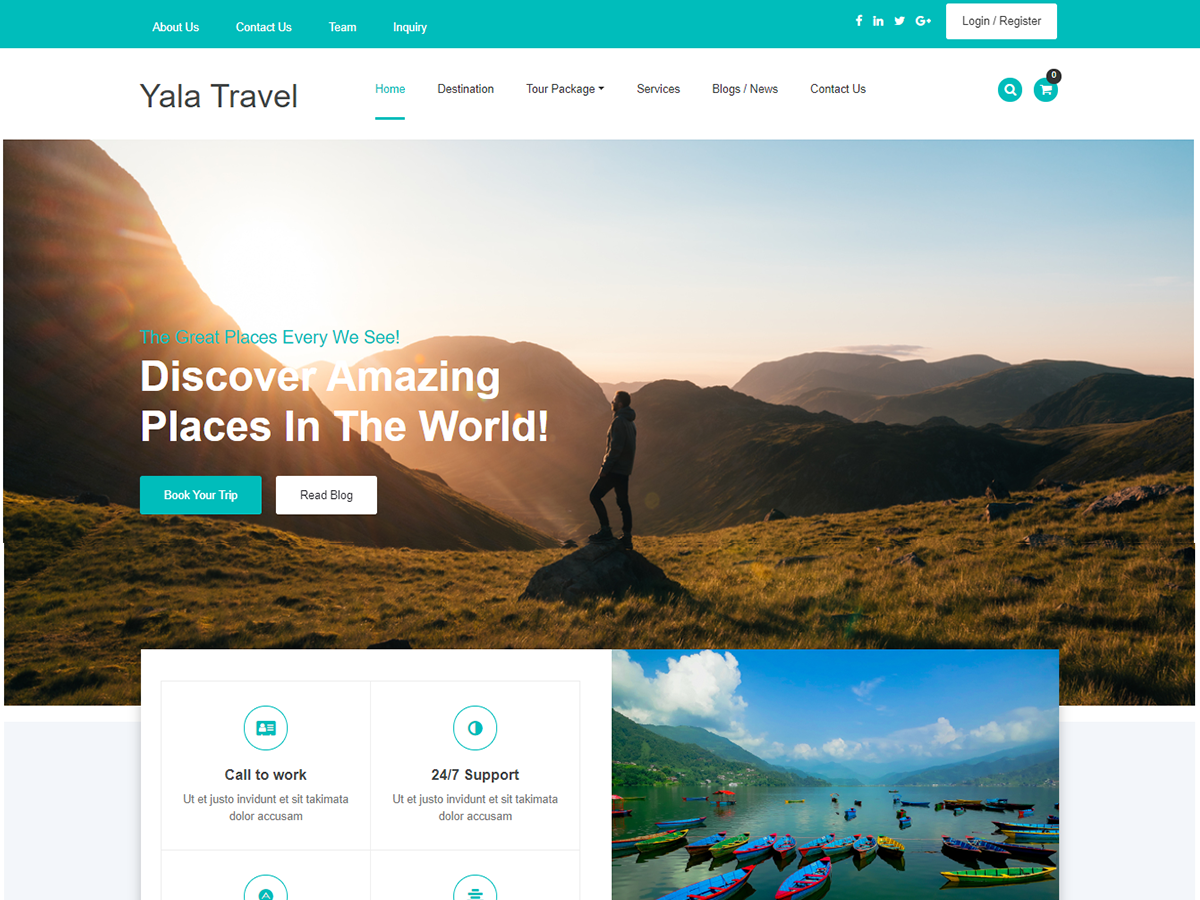 About Us Contact Us Team Inquiry
Login / Register
Yala Travel
Home Destination Tour Package Services Blogs / News Contact Us
0
The Great Places Every We See!
Discover Amazing
Places In The World!
Book Your Trip Read Blog
Call to work
Ut et justo invidunt et sit takimata
dolor accusam
24/7 Support
Ut et justo invidunt et sit takimata
dolor accusam